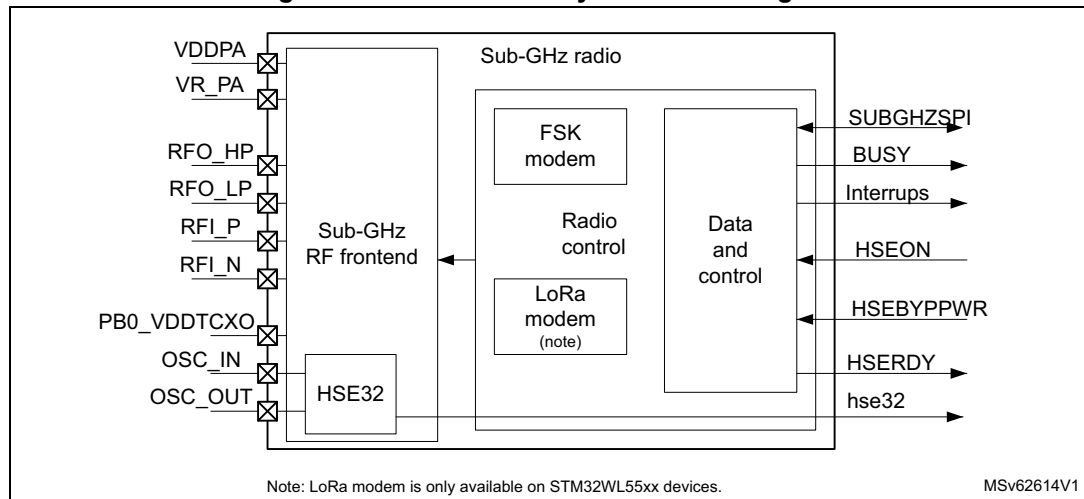 VDDPA
VR_PA
RFO_HP
RFO_LP
RFI_P
RFI_N
PB0_VDDTCXO
OSC_IN
OSC_OUT
Sub-GHz
RF frontend
HSE32
Sub-GHz radio
FSK
modem
Radio
control
LoRa
modem
(note)
Data
and
control
SUBGHZSPI
BUSY
Interrups
HSEON
HSEBYPPWR
HSERDY
hse32
Note: LoRa modem is only available on STM32WL55xx devices.
MSv62614V1